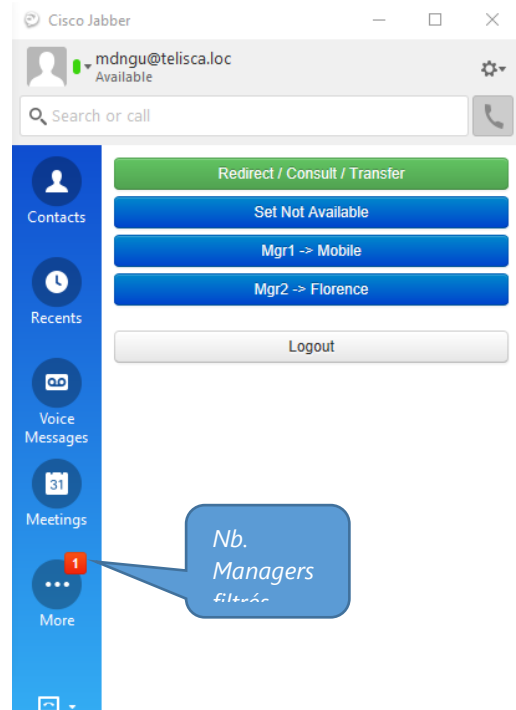 Cisco Jabber
mdngu@telisca.loc
Available
Search or call
Redirect / Consult / Transfer
Set Not Available
Mgr1 -> Mobile
Mgr2 -> Florence
Logout
Contacts
Recents
Voice
Messages
31
Meetings
1
More
Nb.
Managers
filtrés